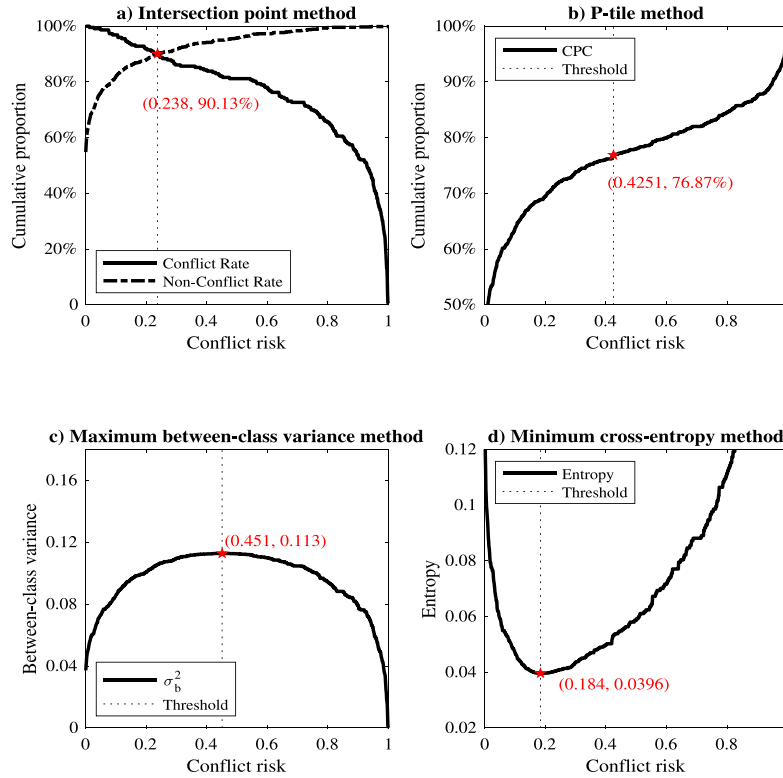 a) Intersection point method
100%
80%
60%
40%
20%
0
Cumulative proportion
(0.238, 90.13%)
Conflict Rate
Non-Conflict Rate
0 0.2 0.4 0.6 0.8 1
Conflict risk
b) P-tile method
100%
90%
80%
70%
60%
50%
Cumulative proportion
CPC
Threshold
(0.4251, 76.87%)
0 0.2 0.4 0.6 0.8
Conflict risk
c) Maximum between-class variance method
0.16
0.12
0.08
0.04
0
Between-class variance
(0.451, 0.113)
σ_b^2
Threshold
0 0.2 0.4 0.6 0.8 1
Conflict risk
d) Minimum cross-entropy method
0.12
0.1
0.08
0.06
0.04
0.02
Entropy
Entropy
Threshold
(0.184, 0.0396)
0 0.2 0.4 0.6 0.8
Conflict risk